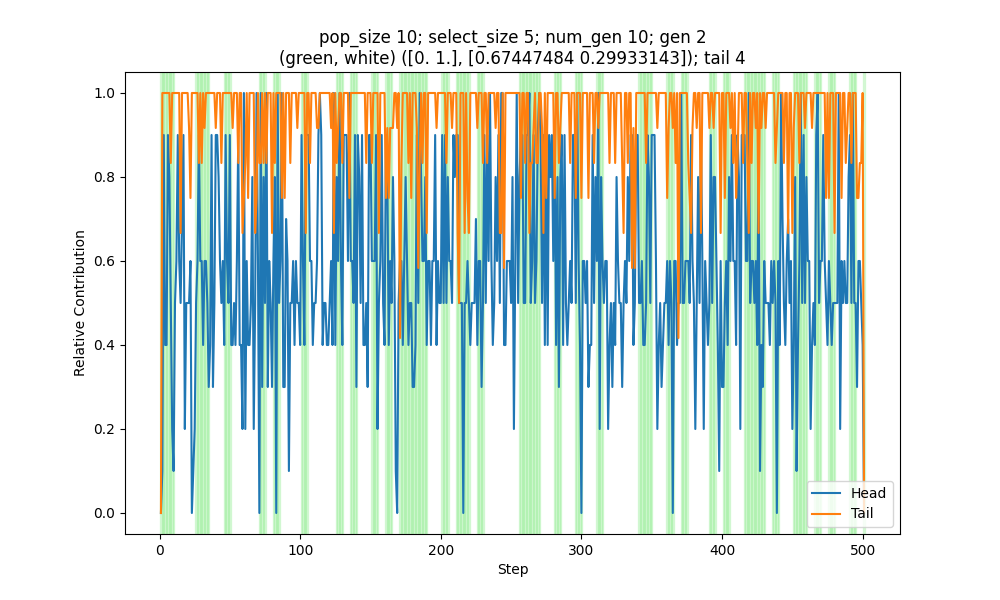 pop_size 10; select_size 5; num_gen 10; gen 2
(green, white) ([0. 1.], [0.67447484 0.29933143]); tail 4
1.0
0.8
0.6
0.4
0.2
0.0
Relative Contribution
Head
Tail
0
100
200
300
400
500
Step